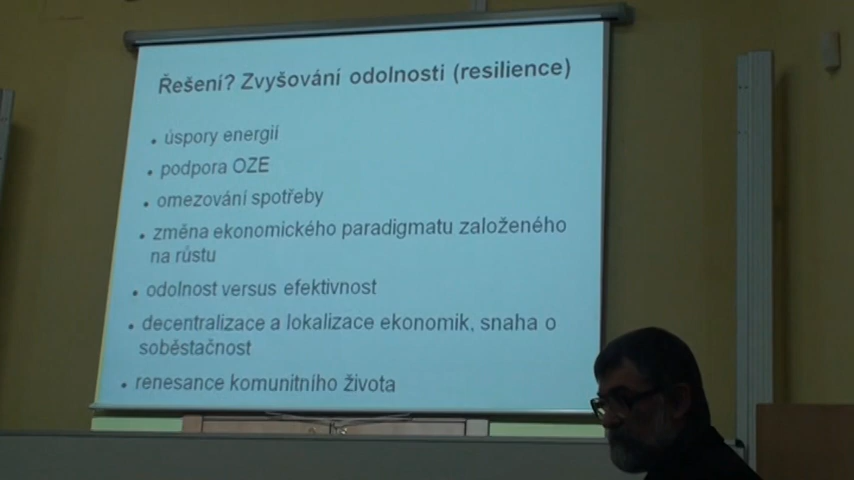 Řešení? Zvyšování odolnosti (resilience)
• úspory energií
• podpora OZE
• omezování spotřeby
• změna ekonomického paradigmatu založeného
na růstu
• odolnost versus efektivnost
• decentralizace a lokalizace ekonomik, snaha o
soběstačnost
• renesance komunitního života